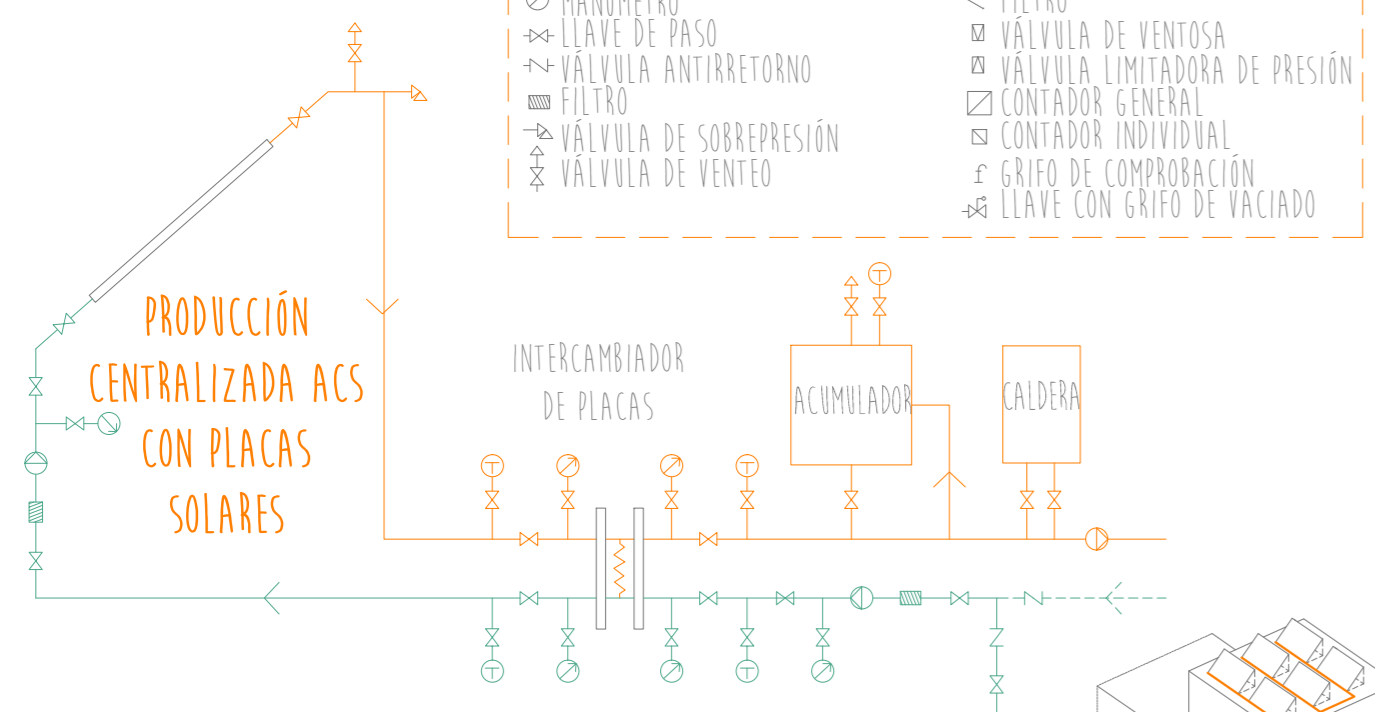 MANÓMETRO
LLAVE DE PASO
VÁLVULA ANTIRRETORNO
FILTRO
VÁLVULA DE SOBREPRESIÓN
VÁLVULA DE VENTEO
FILTRO
VÁLVULA DE VENTOSA
VÁLVULA LIMITADORA DE PRESIÓN
CONTADOR GENERAL
CONTADOR INDIVIDUAL
GRIFO DE COMPROBACIÓN
LLAVE CON GRIFO DE VACIADO
PRODUCCIÓN
CENTRALIZADA ACS
CON PLACAS
SOLARES
INTERCAMBIADOR
DE PLACAS
ACUMULADOR
CALDERA
T
T
T
T
T